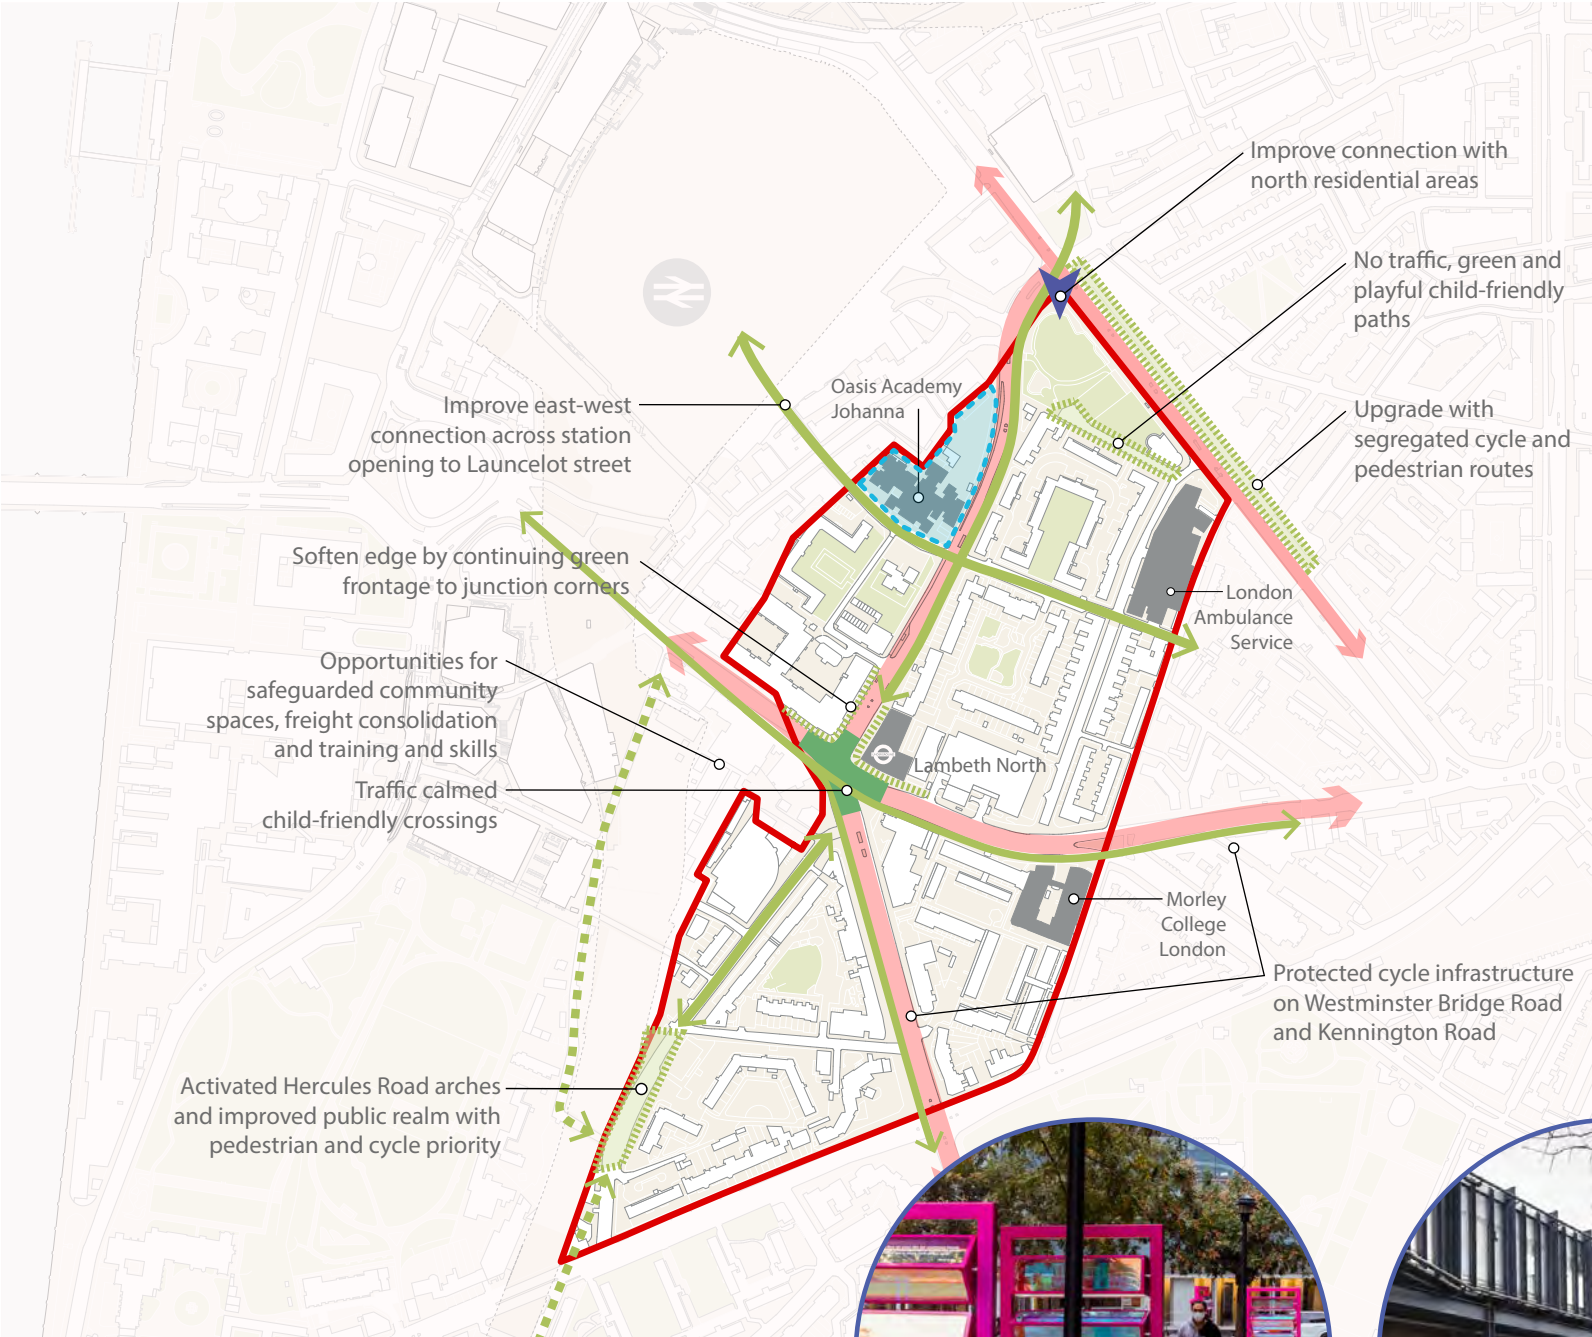 Improve connection with
north residential areas
No traffic, green and
playful child-friendly
paths
Oasis Academy
Johanna
Improve east-west
connection across station
opening to Launcelot street
Upgrade with
segregated cycle and
pedestrian routes
Soften edge by continuing green
frontage to junction corners
London
Ambulance
Service
Opportunities for
safeguarded community
spaces, freight consolidation
and training and skills
Lambeth North
Traffic calmed
child-friendly crossings
Morley
College
London
Protected cycle infrastructure
on Westminster Bridge Road
and Kennington Road
Activated Hercules Road arches
and improved public realm with
pedestrian and cycle priority